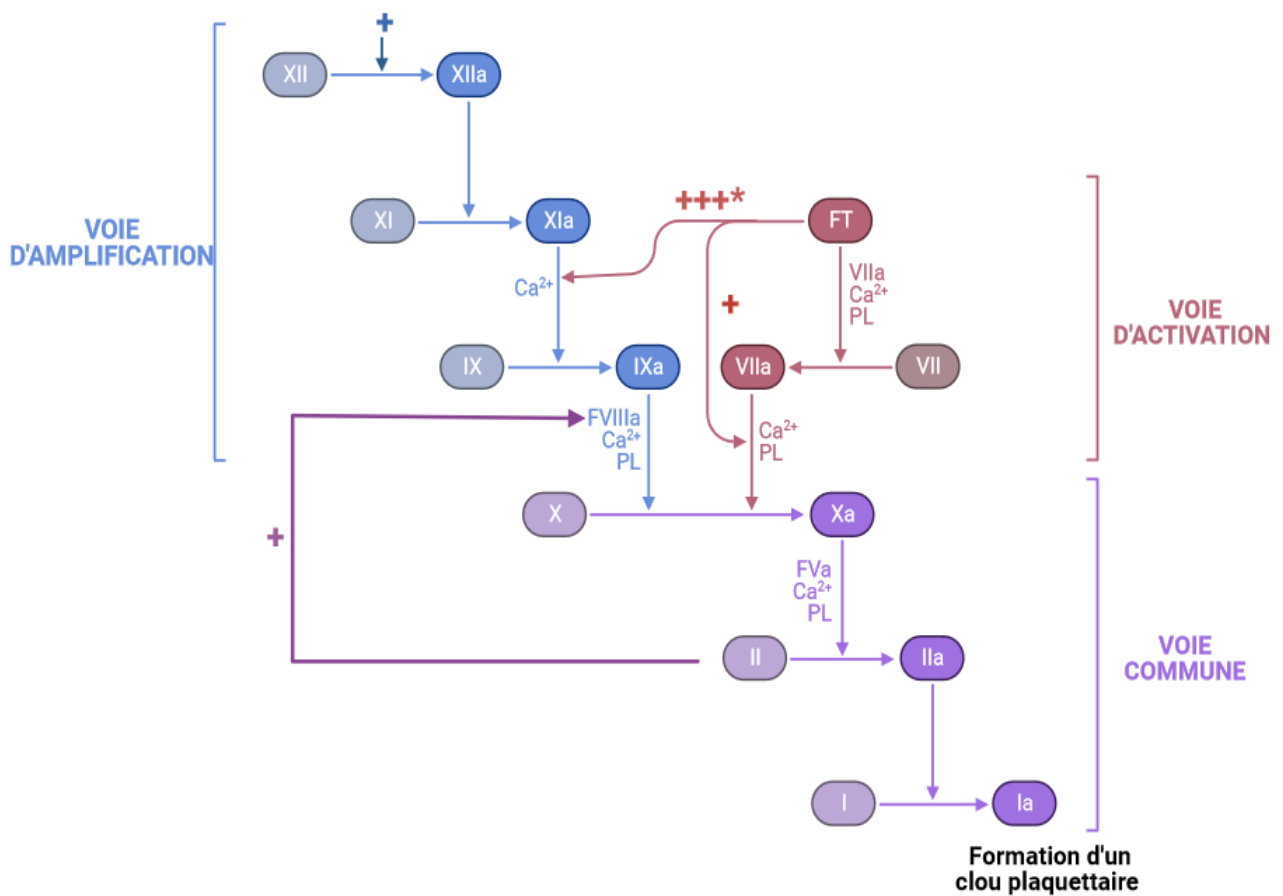 +
XII
XIIa
VOIE
D'AMPLIFICATION
XI
XIa
+++*
FT
Ca²⁺
+
VIIa
Ca²⁺
PL
VOIE
D'ACTIVATION
IX
IXa
VIIa
VII
FVIIIa
Ca²⁺
PL
Ca²⁺
PL
X
Xa
+
FVa
Ca²⁺
PL
II
IIa
VOIE
COMMUNE
I
Ia
Formation d'un
clou plaquettaire